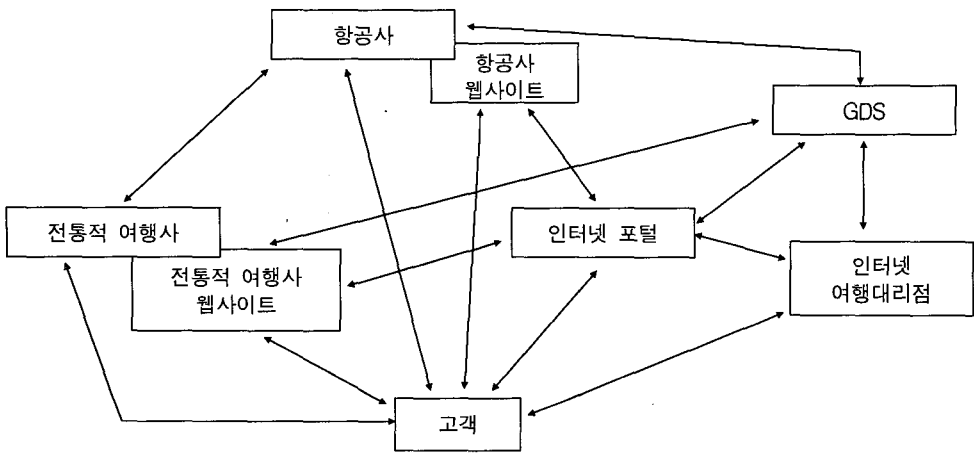 항공사
항공사
웹사이트
GDS
전통적 여행사
인터넷 포털
전통적 여행사
웹사이트
인터넷
여행대리점
고객